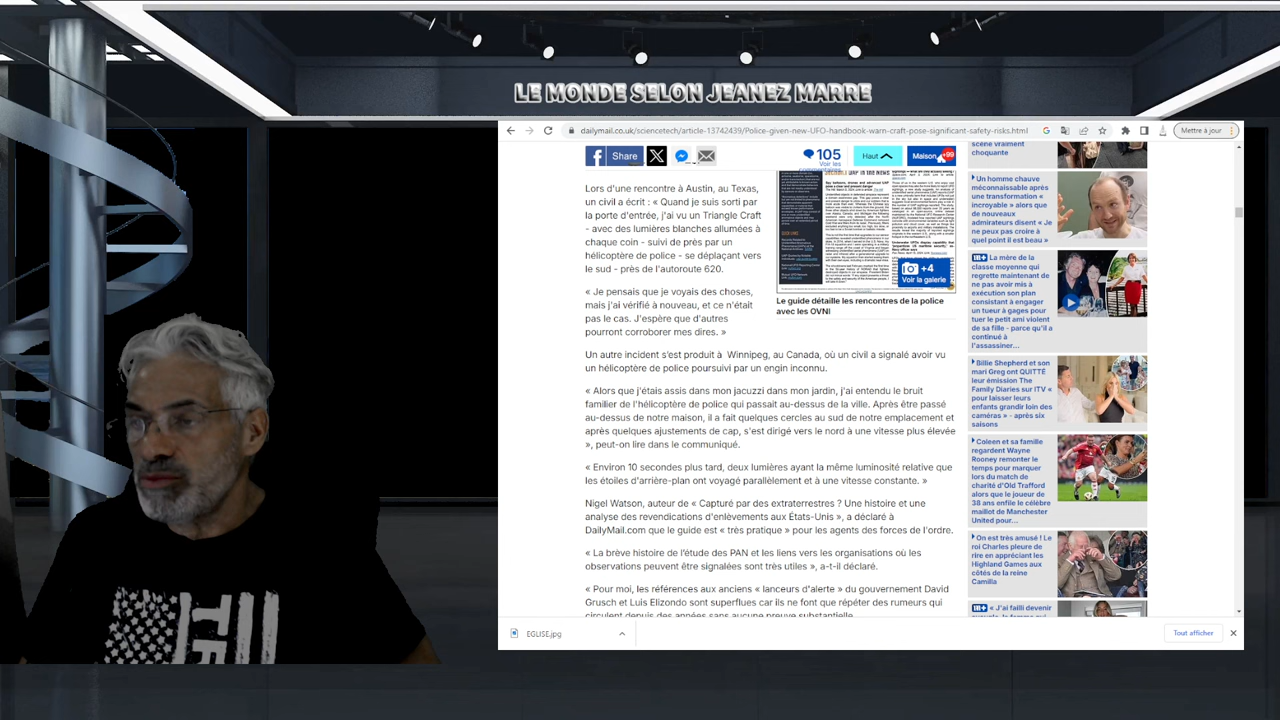 LE MONDE SELON JEANEZ MARRE
dailymail.co.uk/sciencetech/article-13742439/Police-given-new-UFO-handbook-warn-craft-pose-significant-safety-risks.html
Mettre à jour
Share
105
Voir les
commentaires
Haut
Maison
+99
Lors d'une rencontre à Austin, au Texas,
un civil a écrit : « Quand je suis sorti par
la porte d'entrée, j'ai vu un Triangle Craft
- avec des lumières blanches allumées à
chaque coin - suivi de près par un
hélicoptère de police - se déplaçant vers
le sud - près de l'autoroute 620.
« Je pensais que je voyais des choses,
mais j'ai vérifié à nouveau, et ce n'était
pas le cas. J'espère que d'autres
pourront corroborer mes dires. »
+4
Voir la galerie
Le guide détaille les rencontres de la police
avec les OVNI
Un autre incident s'est produit à Winnipeg, au Canada, où un civil a signalé avoir vu
un hélicoptère de police poursuivi par un engin inconnu.
« Alors que j'étais assis dans mon jacuzzi dans mon jardin, j'ai entendu le bruit
familier de l'hélicoptère de police qui passait au-dessus de la ville. Après être passé
au-dessus de notre maison, il a fait quelques cercles au sud de notre emplacement et
après quelques ajustements de cap, s'est dirigé vers le nord à une vitesse plus élevée
», peut-on lire dans le communiqué.
« Environ 10 secondes plus tard, deux lumières ayant la même luminosité relative que
les étoiles d'arrière-plan ont voyagé parallèlement et à une vitesse constante. »
Nigel Watson, auteur de « Capturé par des extraterrestres ? Une histoire et une
analyse des revendications d'enlèvements aux États-Unis », a déclaré à
DailyMail.com que le guide est « très pratique » pour les agents des forces de l'ordre.
« La brève histoire de l'étude des PAN et les liens vers les organisations où les
observations peuvent être signalées sont très utiles », a-t-il déclaré.
« Pour moi, les références aux anciens « lanceurs d'alerte » du gouvernement David
Grusch et Luis Elizondo sont superflues car ils ne font que répéter des rumeurs qui
circulent depuis des années sans aucune preuve substantielle.
scène vraiment
choquante
Un homme chauve
méconnaissable après
une transformation «
incroyable » alors que
de nouveaux
admirateurs disent « Je
ne peux pas croire à
quel point il est beau »
La mère de la
classe moyenne qui
regrette maintenant de
ne pas avoir mis à
exécution son plan
consistant à engager
un tueur à gages pour
tuer le petit ami violent
de sa fille - parce qu'il a
continué à
l'assassiner...
Billie Shepherd et son
mari Greg ont QUITTÉ
leur émission The
Family Diaries sur ITV «
pour laisser leurs
enfants grandir loin des
caméras » - après six
saisons
Coleen et sa famille
regardent Wayne
Rooney remonter le
temps pour marquer
lors du match de
charité d'Old Trafford
alors que le joueur de
38 ans enfile le célèbre
maillot de Manchester
United pour...
On est très amusé ! Le
roi Charles pleure de
rire en appréciant les
Highland Games aux
côtés de la reine
Camilla
« J'ai failli devenir
EGLISE.jpg
Tout afficher